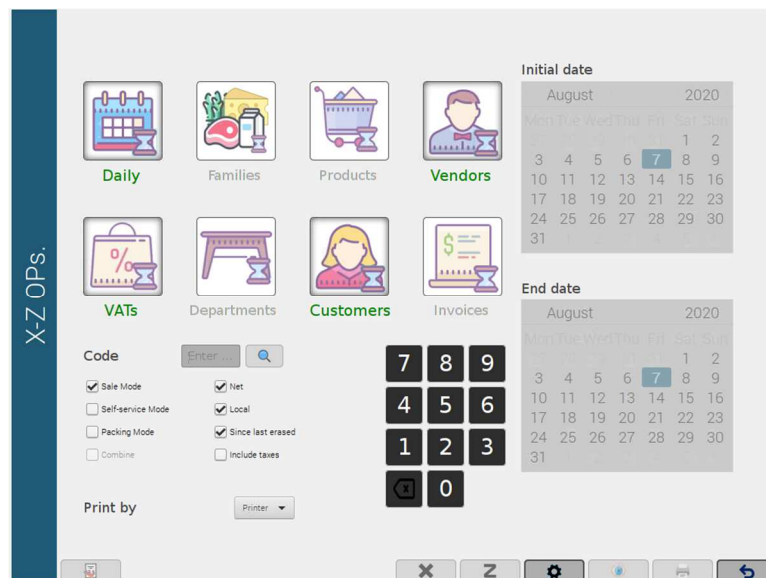 X-Z OPs.
Daily
Families
Products
Vendors
VATs
Departments
Customers
Invoices
Code
Enter ...
Sale Mode
Net
Self-service Mode
Local
Packing Mode
Since last erased
Combine
Include taxes
Print by
Printer
7 8 9
4 5 6
1 2 3
0
Initial date
August 2020
Mon Tue Wed Thu Fri Sat Sun
1 2
3 4 5 6 7 8 9
10 11 12 13 14 15 16
17 18 19 20 21 22 23
24 25 26 27 28 29 30
31
End date
August 2020
Mon Tue Wed Thu Fri Sat Sun
1 2
3 4 5 6 7 8 9
10 11 12 13 14 15 16
17 18 19 20 21 22 23
24 25 26 27 28 29 30
31
X
Z